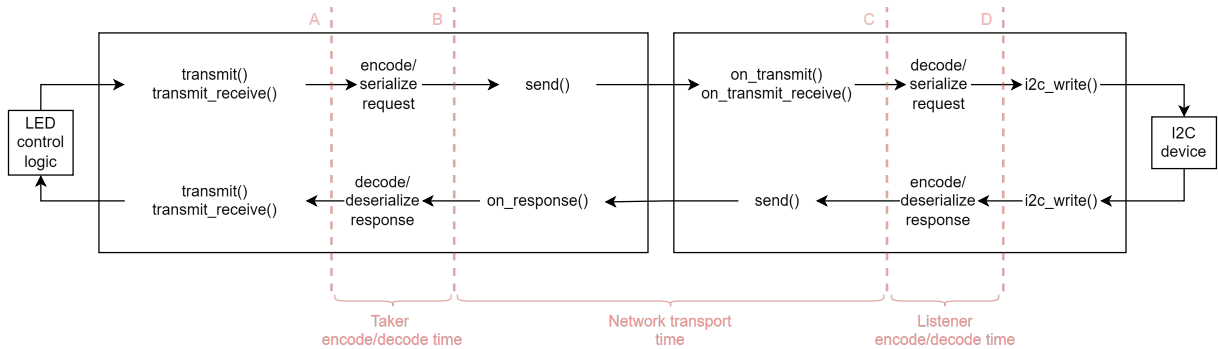 A
B
C
D
transmit()
transmit_receive()
encode/
serialize
request
send()
on_transmit()
on_transmit_receive()
decode/
serialize
request
i2c_write()
LED
control
logic
I2C
device
transmit()
transmit_receive()
decode/
deserialize
response
on_response()
send()
encode/
deserialize
response
i2c_write()
Taker
encode/decode time
Network transport
time
Listener
encode/decode time